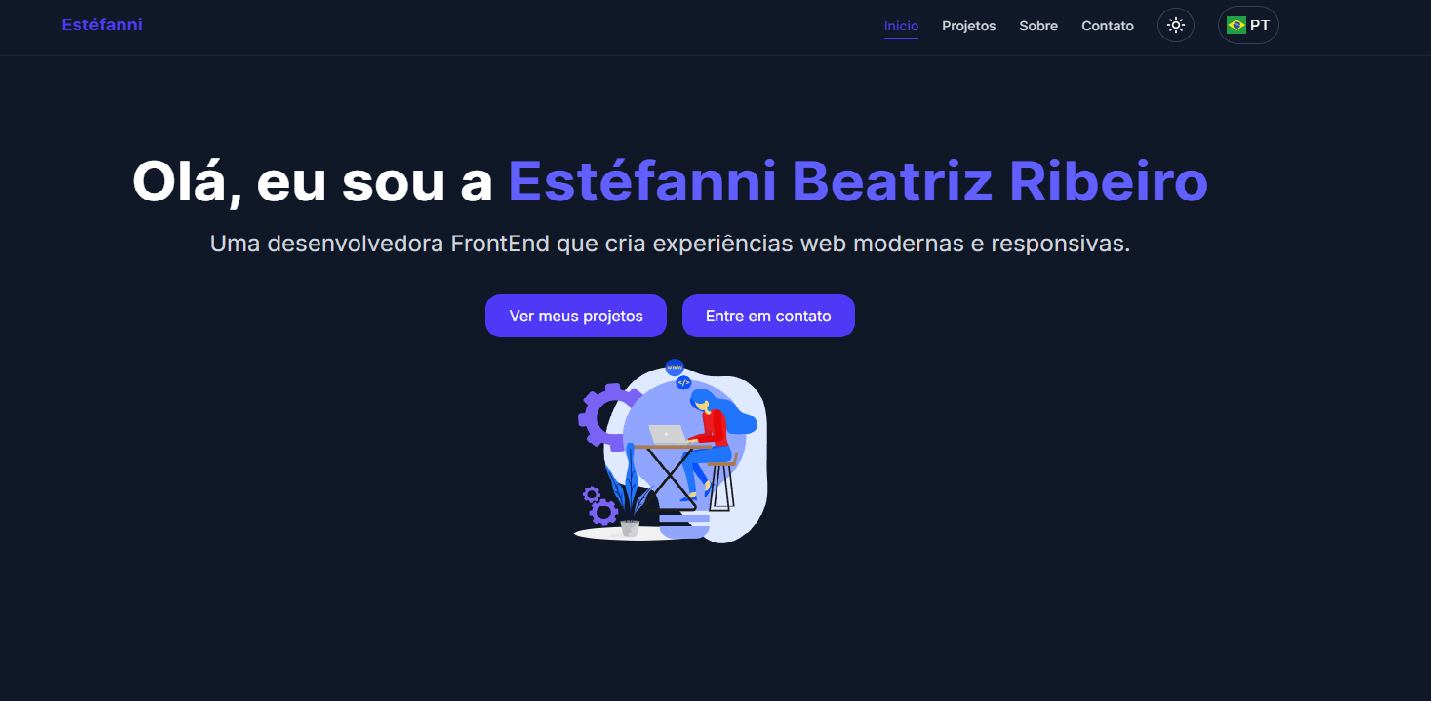 Estéfanni
Inicio Projetos Sobre Contato PT
Olá, eu sou a Estéfanni Beatriz Ribeiro
Uma desenvolvedora FrontEnd que cria experiências web modernas e responsivas.
Ver meus projetos Entre em contato
www
</>